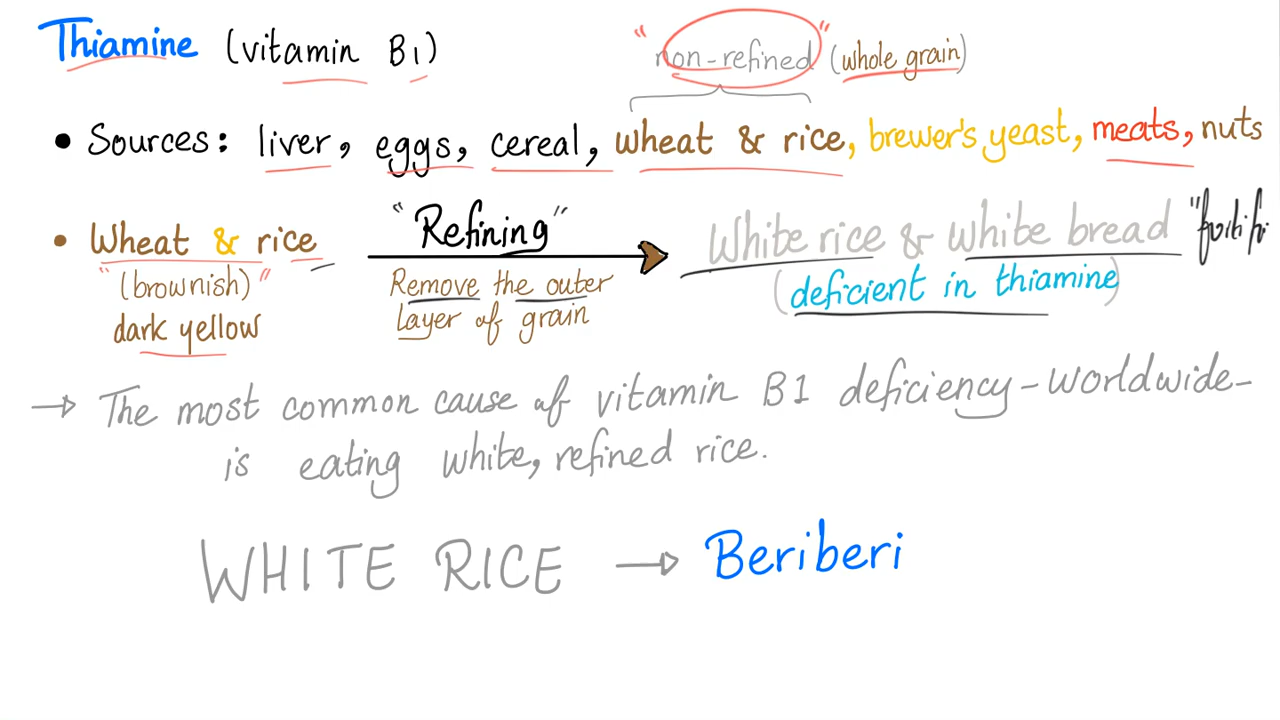 Thiamine (vitamin B1)
"non-refined" (whole grain)
• Sources: liver, eggs, cereal, wheat & rice, brewer's yeast, meats, nuts
• Wheat & rice "Refining" White rice & white bread
"(brownish)" Remove the outer (deficient in thiamine)
dark yellow layer of grain
→ The most common cause of vitamin B1 deficiency - worldwide -
is eating white, refined rice.
WHITE RICE → Beriberi